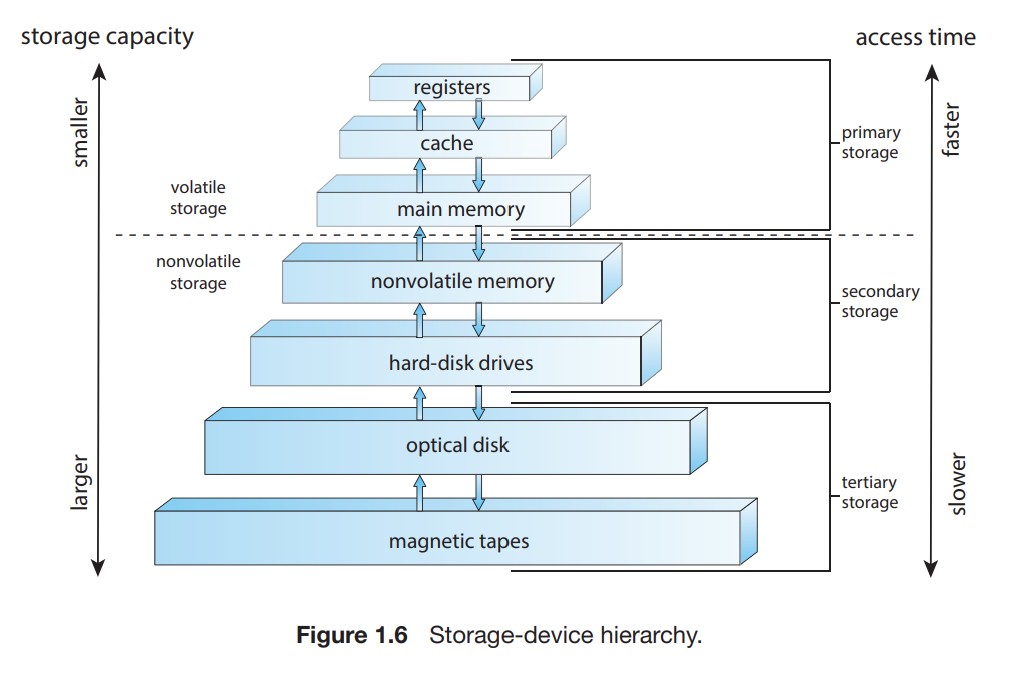 storage capacity
access time
smaller
faster
registers
cache
primary
storage
volatile
storage
main memory
nonvolatile
storage
nonvolatile memory
secondary
storage
hard-disk drives
optical disk
larger
slower
tertiary
storage
magnetic tapes
Figure 1.6 Storage-device hierarchy.